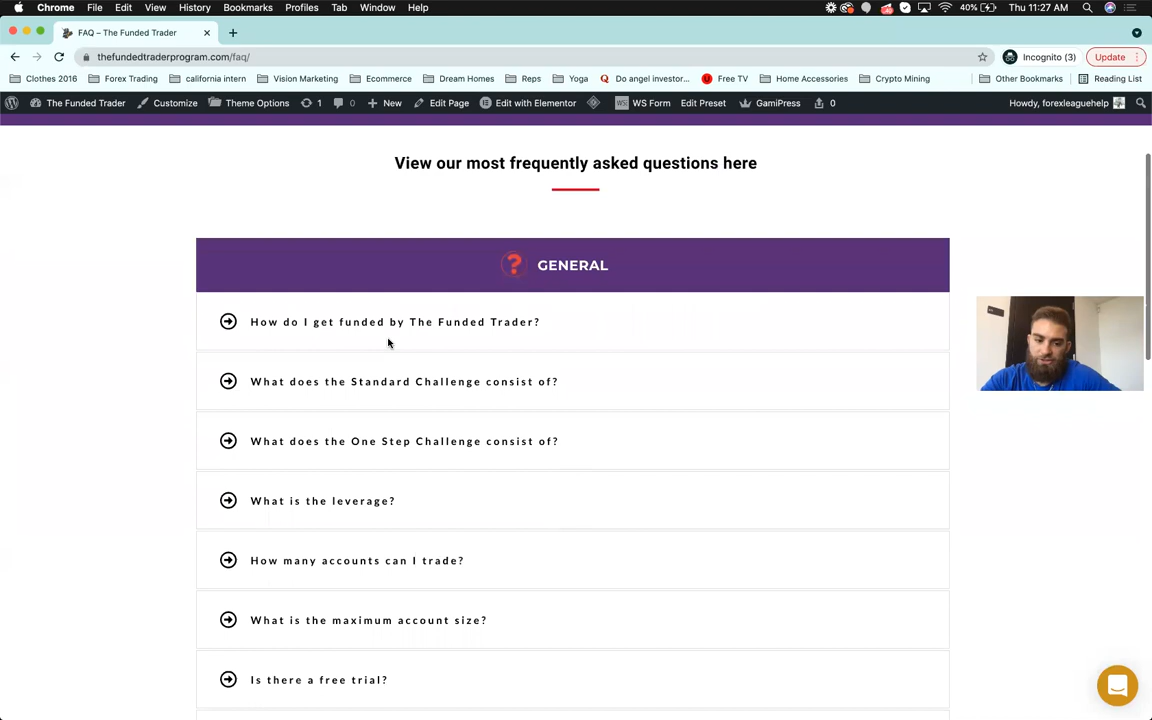 Chrome File Edit View History Bookmarks Profiles Tab Window Help 40% Thu 11:27 AM
FAQ – The Funded Trader
thefundedtraderprogram.com/faq/ Incognito (3) Update
Clothes 2016 Forex Trading california intern Vision Marketing Ecommerce Dream Homes Reps Yoga Do angel investor... Free TV Home Accessories Crypto Mining Other Bookmarks Reading List
The Funded Trader Customize Theme Options 1 0 New Edit Page Edit with Elementor WS Form Edit Preset GamiPress 0 Howdy, forexleaguehelp
View our most frequently asked questions here
? GENERAL
How do I get funded by The Funded Trader?
What does the Standard Challenge consist of?
What does the One Step Challenge consist of?
What is the leverage?
How many accounts can I trade?
What is the maximum account size?
Is there a free trial?